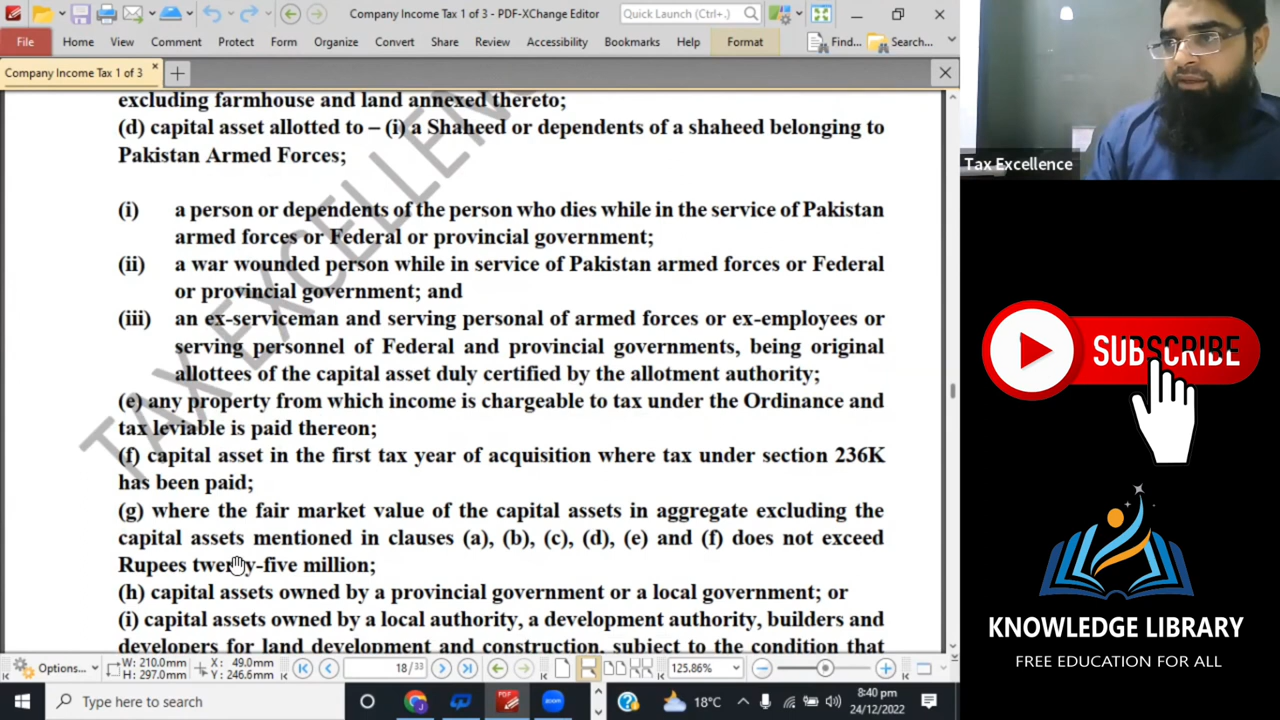 Company Income Tax 1 of 3 - PDF-XChange Editor
Quick Launch (Ctrl+.)
File Home View Comment Protect Form Organize Convert Share Review Accessibility Bookmarks Help Format Find... Search...
Company Income Tax 1 of 3
excluding farmhouse and land annexed thereto;
(d) capital asset allotted to – (i) a Shaheed or dependents of a shaheed belonging to
Pakistan Armed Forces;
(i) a person or dependents of the person who dies while in the service of Pakistan
armed forces or Federal or provincial government;
(ii) a war wounded person while in service of Pakistan armed forces or Federal
or provincial government; and
(iii) an ex-serviceman and serving personal of armed forces or ex-employees or
serving personnel of Federal and provincial governments, being original
allottees of the capital asset duly certified by the allotment authority;
(e) any property from which income is chargeable to tax under the Ordinance and
tax leviable is paid thereon;
(f) capital asset in the first tax year of acquisition where tax under section 236K
has been paid;
(g) where the fair market value of the capital assets in aggregate excluding the
capital assets mentioned in clauses (a), (b), (c), (d), (e) and (f) does not exceed
Rupees twenty-five million;
(h) capital assets owned by a provincial government or a local government; or
(i) capital assets owned by a local authority, a development authority, builders and
developers for land development and construction, subject to the condition that
TAX EXCELLENCE
Options...
W: 210.0mm
H: 297.0mm
X: 49.0mm
Y: 246.6mm
18 / 33
125.86%
Type here to search
18°C
8:40 pm
24/12/2022
Tax Excellence
SUBSCRIBE
KNOWLEDGE LIBRARY
FREE EDUCATION FOR ALL